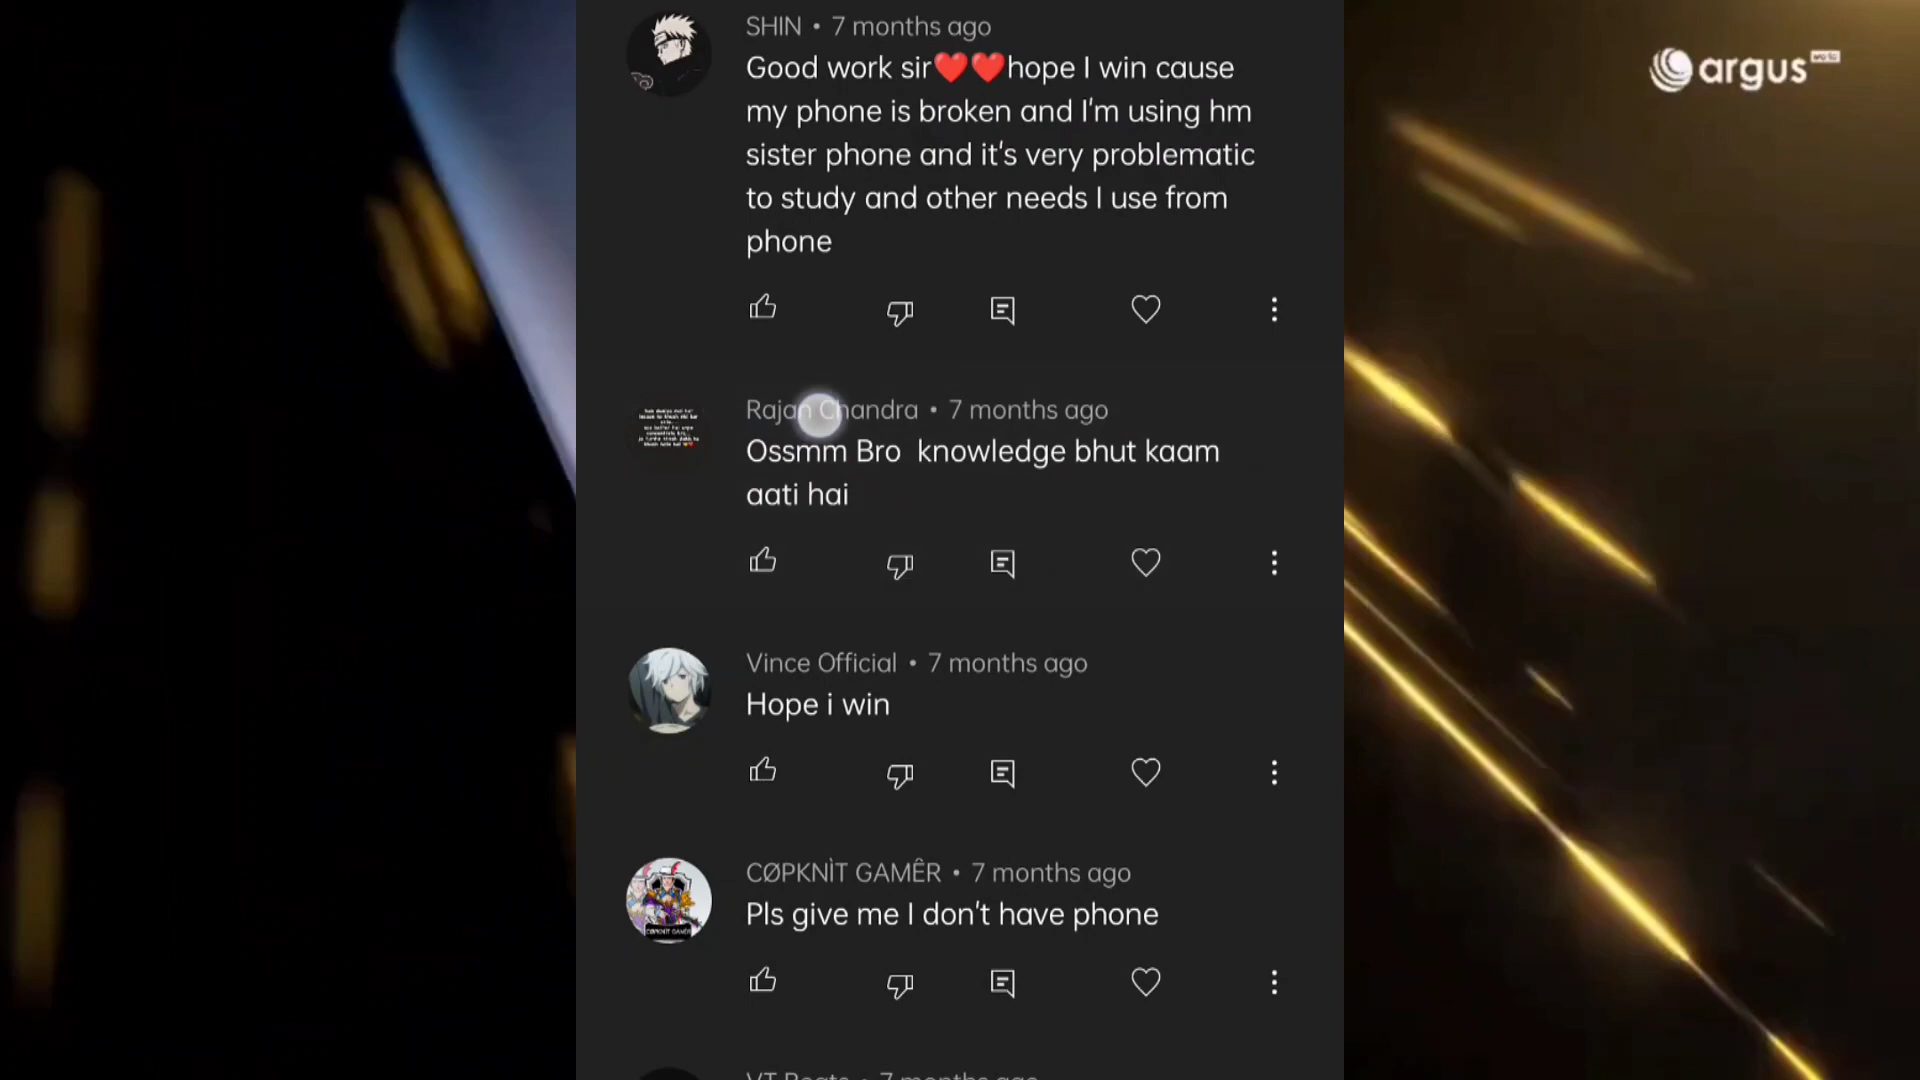 SHIN • 7 months ago
Good work sir❤️❤️hope I win cause
my phone is broken and I'm using hm
sister phone and it's very problematic
to study and other needs I use from
phone
argus
Rajan Chandra • 7 months ago
Ossmm Bro knowledge bhut kaam
aati hai
Vince Official • 7 months ago
Hope i win
CØPKNÌT GAMÊR • 7 months ago
Pls give me I don't have phone